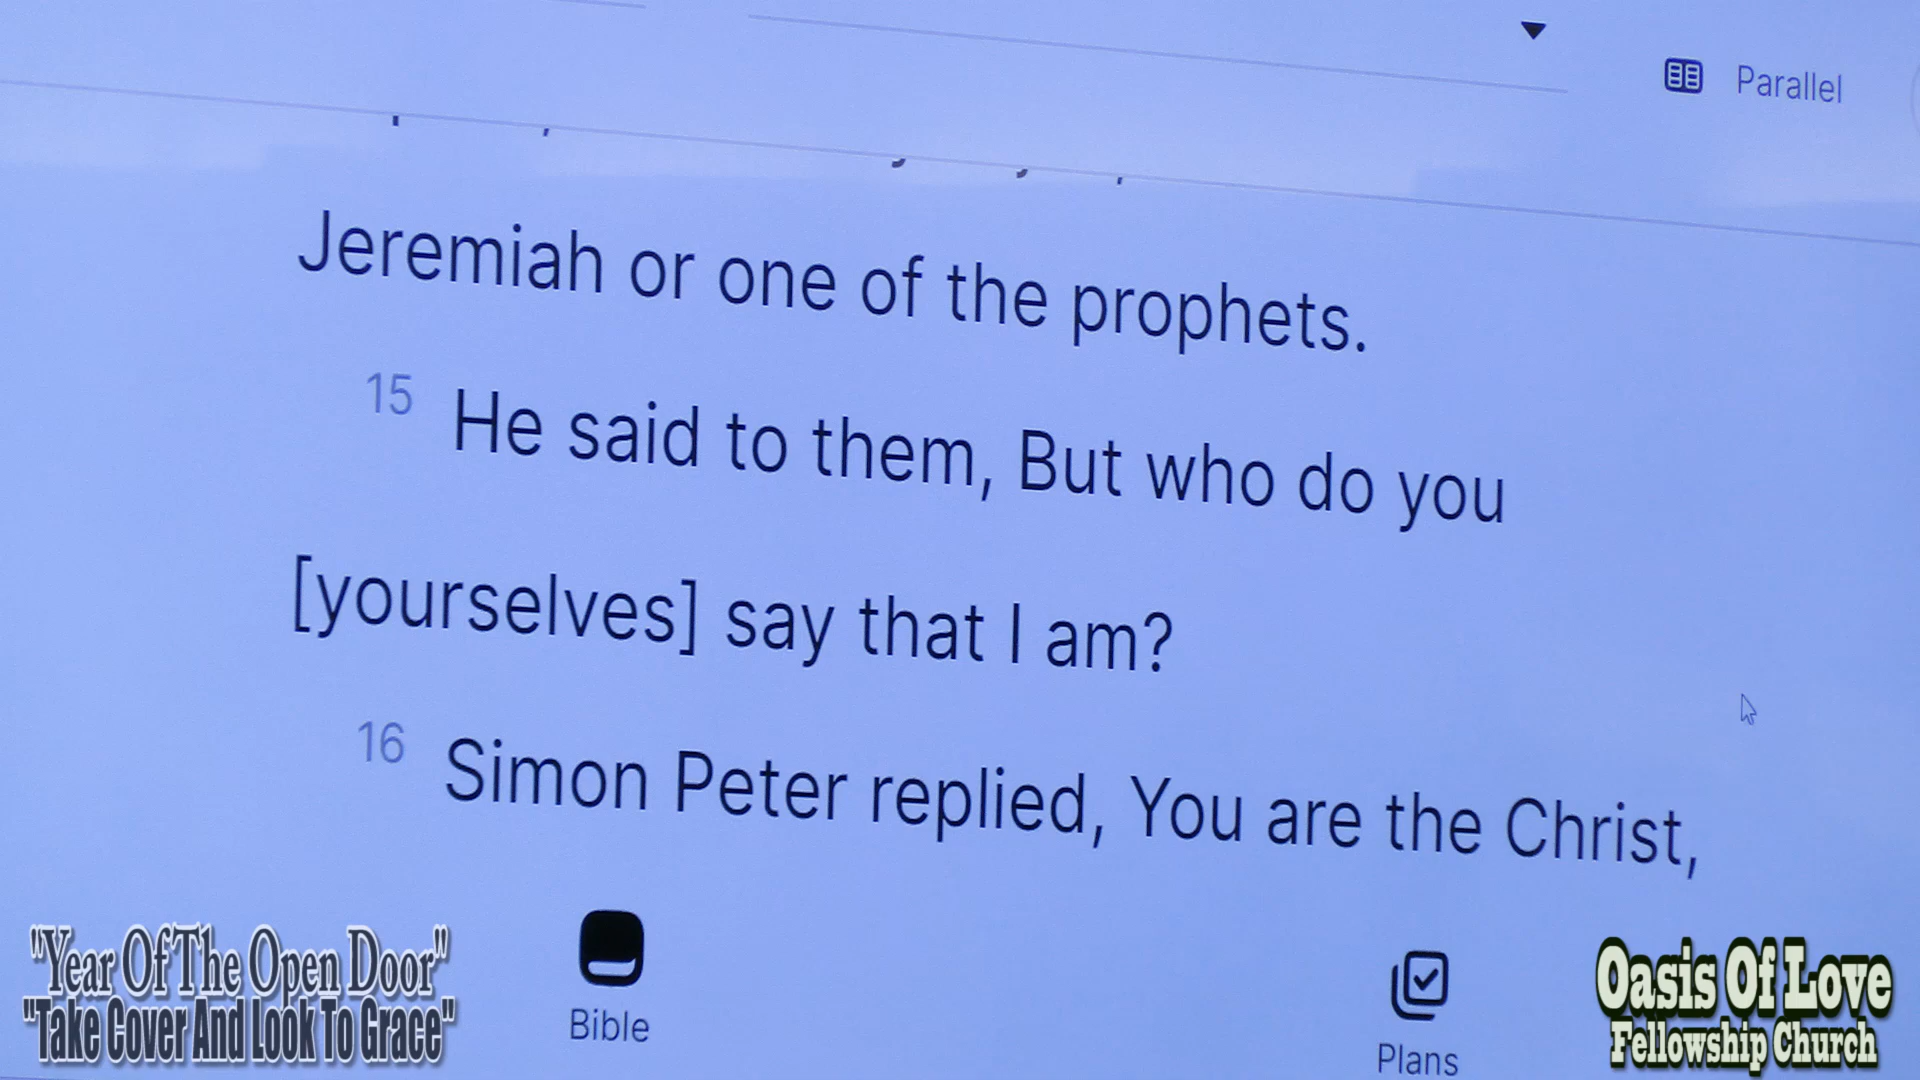 Parallel
Jeremiah or one of the prophets.
15 He said to them, But who do you
[yourselves] say that I am?
16 Simon Peter replied, You are the Christ,
"Year Of The Open Door"
"Take Cover And Look To Grace"
Bible
Plans
Oasis Of Love
Fellowship Church